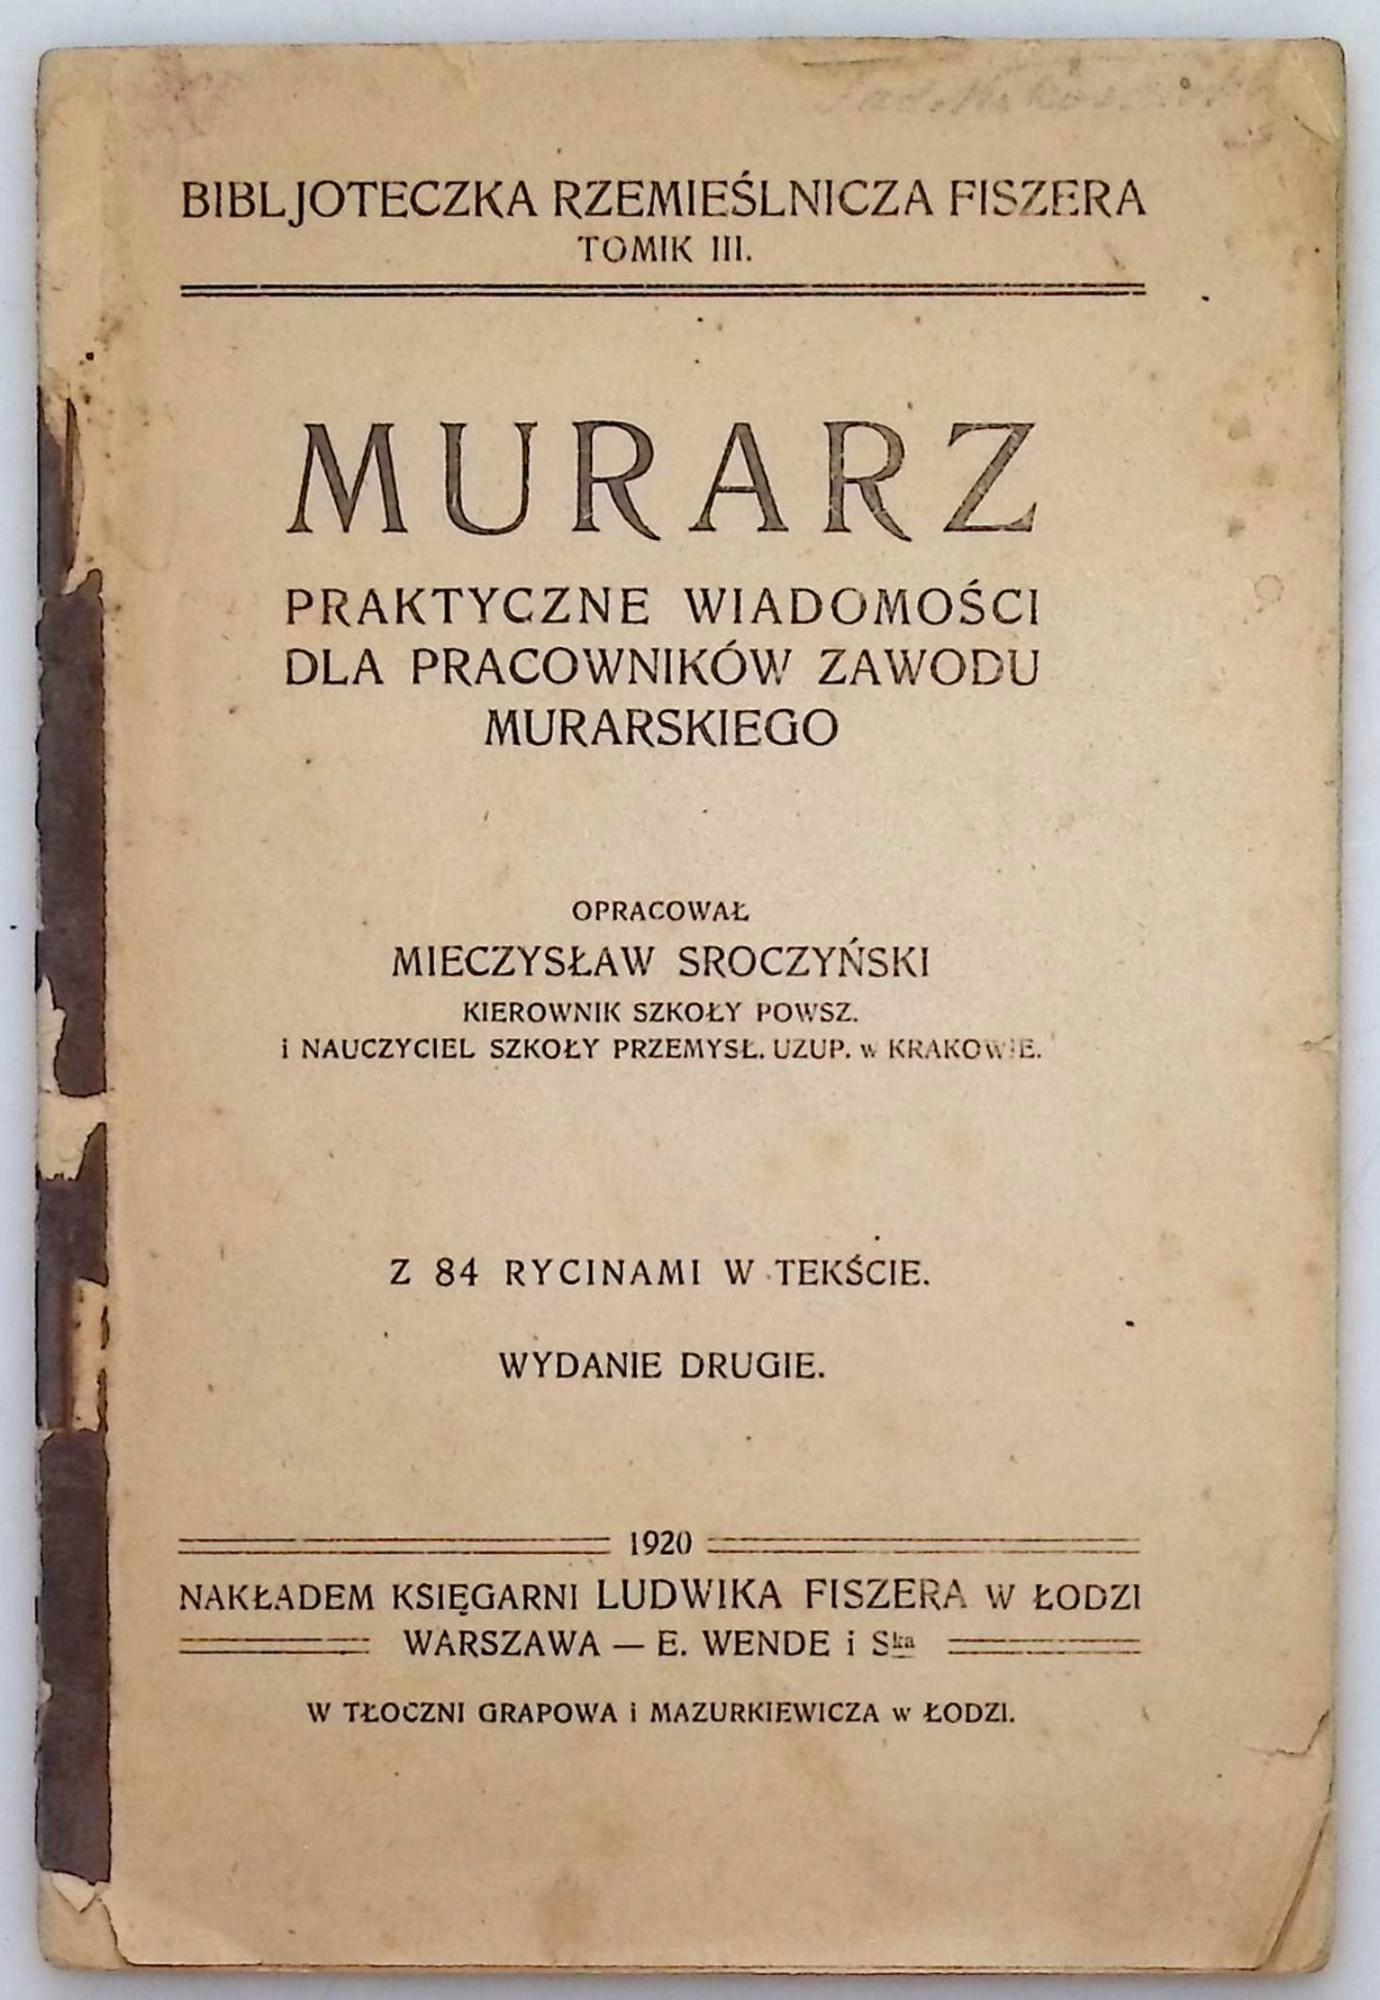 BIBLJOTECZKA RZEMIEŚLNICZA FISZERA
TOMIK III.
MURARZ
PRAKTYCZNE WIADOMOŚCI
DLA PRACOWNIKÓW ZAWODU
MURARSKIEGO
OPRACOWAŁ
MIECZYSŁAW SROCZYŃSKI
KIEROWNIK SZKOŁY POWSZ.
i NAUCZYCIEL SZKOŁY PRZEMYSŁ. UZUP. w KRAKOWIE.
Z 84 RYCINAMI W TEKŚCIE.
WYDANIE DRUGIE.
1920
NAKŁADEM KSIĘGARNI LUDWIKA FISZERA W ŁODZI
WARSZAWA — E. WENDE i Ska
W TŁOCZNI GRAPOWA i MAZURKIEWICZA w ŁODZI.